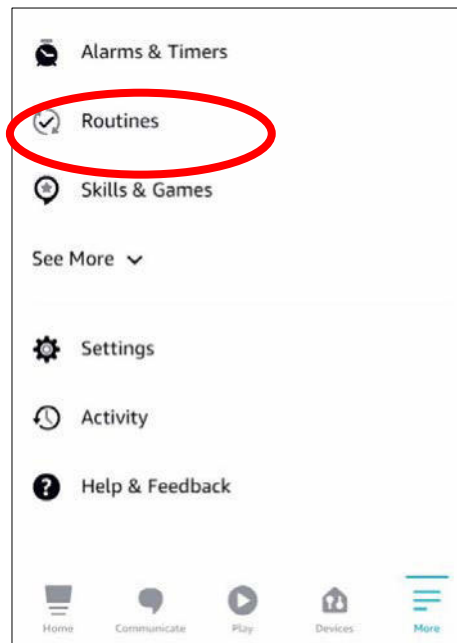 Alarms & Timers
Routines
Skills & Games
See More
Settings
Activity
Help & Feedback
Home Communicate Play Devices More